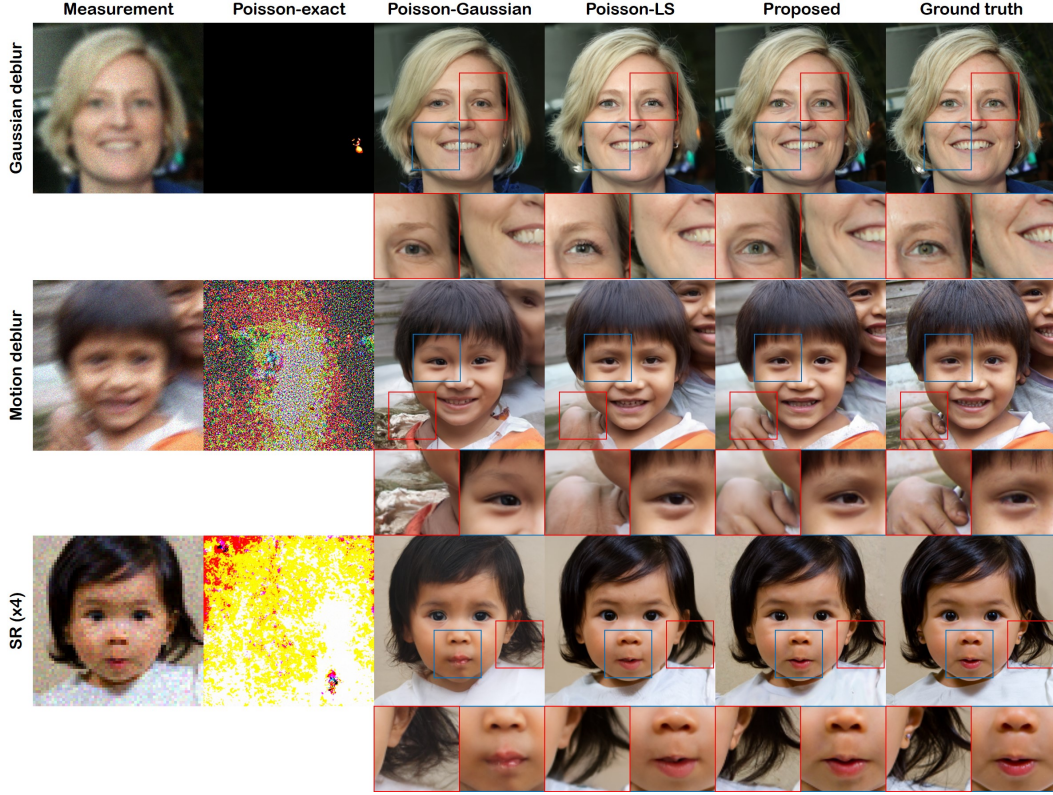 Measurement
Poisson-exact
Poisson-Gaussian
Poisson-LS
Proposed
Ground truth
Gaussian deblur
Motion deblur
SR (x4)